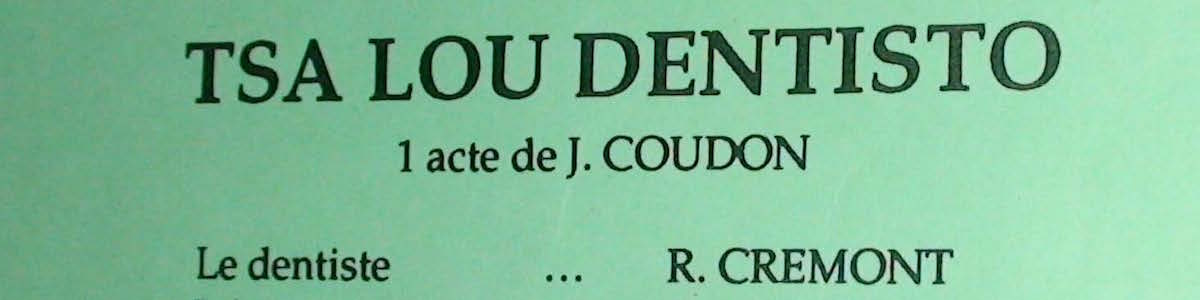 TSA LOU DENTISTO
1 acte de J. COUDON
Le dentiste ... R. CREMONT